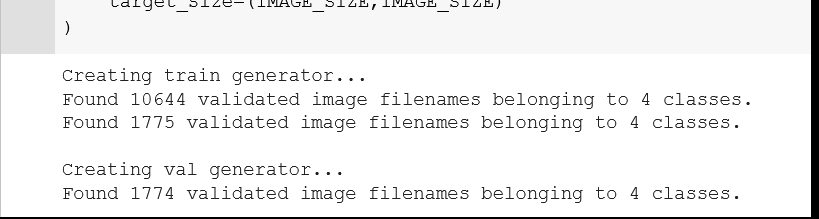 target_size=(IMAGE_SIZE,IMAGE_SIZE)
)
Creating train generator...
Found 10644 validated image filenames belonging to 4 classes.
Found 1775 validated image filenames belonging to 4 classes.
Creating val generator...
Found 1774 validated image filenames belonging to 4 classes.